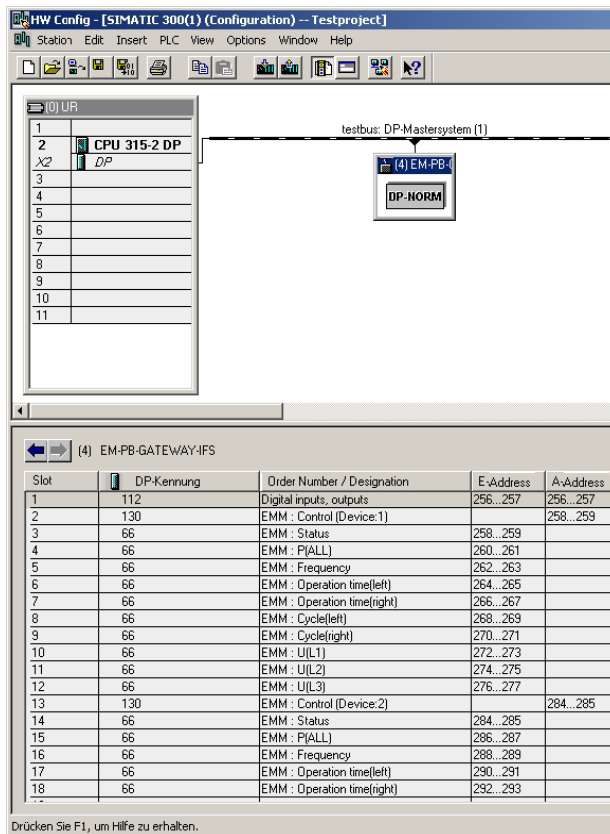 HW Config - [SIMATIC 300(1) (Configuration) -- Testproject]
Station Edit Insert PLC View Options Window Help
(0) UR
1
2 CPU 315-2 DP
X2 DP
3
4
5
6
7
8
9
10
11
testbus: DP-Mastersystem (1)
(4) EM-PB-
DP-NORM
(4) EM-PB-GATEWAY-IFS
Slot DP-Kennung Order Number / Designation E-Address A-Address
1 112 Digital inputs, outputs 256...257 256...257
2 130 EMM : Control (Device:1) 258...259
3 66 EMM : Status 258...259
4 66 EMM : P(ALL) 260...261
5 66 EMM : Frequency 262...263
6 66 EMM : Operation time(left) 264...265
7 66 EMM : Operation time(right) 266...267
8 66 EMM : Cycle(left) 268...269
9 66 EMM : Cycle(right) 270...271
10 66 EMM : U(L1) 272...273
11 66 EMM : U(L2) 274...275
12 66 EMM : U(L3) 276...277
13 130 EMM : Control (Device:2) 284...285
14 66 EMM : Status 284...285
15 66 EMM : P(ALL) 286...287
16 66 EMM : Frequency 288...289
17 66 EMM : Operation time(left) 290...291
18 66 EMM : Operation time(right) 292...293
Drücken Sie F1, um Hilfe zu erhalten.